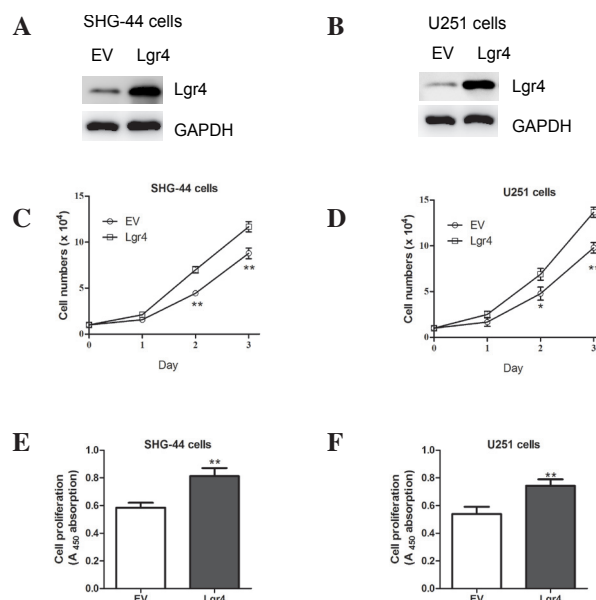 A
SHG-44 cells
EV Lgr4
Lgr4
GAPDH
B
U251 cells
EV Lgr4
Lgr4
GAPDH
C
SHG-44 cells
Cell numbers (x 10⁴)
15
10
5
0
EV
Lgr4
**
**
0 1 2 3
Day
D
U251 cells
Cell numbers (x 10⁴)
15
10
5
0
EV
Lgr4
*
**
0 1 2 3
Day
E
SHG-44 cells
Cell proliferation
(A 450 absorption)
1.0
0.8
0.6
0.4
0.2
0.0
**
EV Lgr4
F
U251 cells
Cell proliferation
(A 450 absorption)
1.0
0.8
0.6
0.4
0.2
0.0
**
EV Lgr4